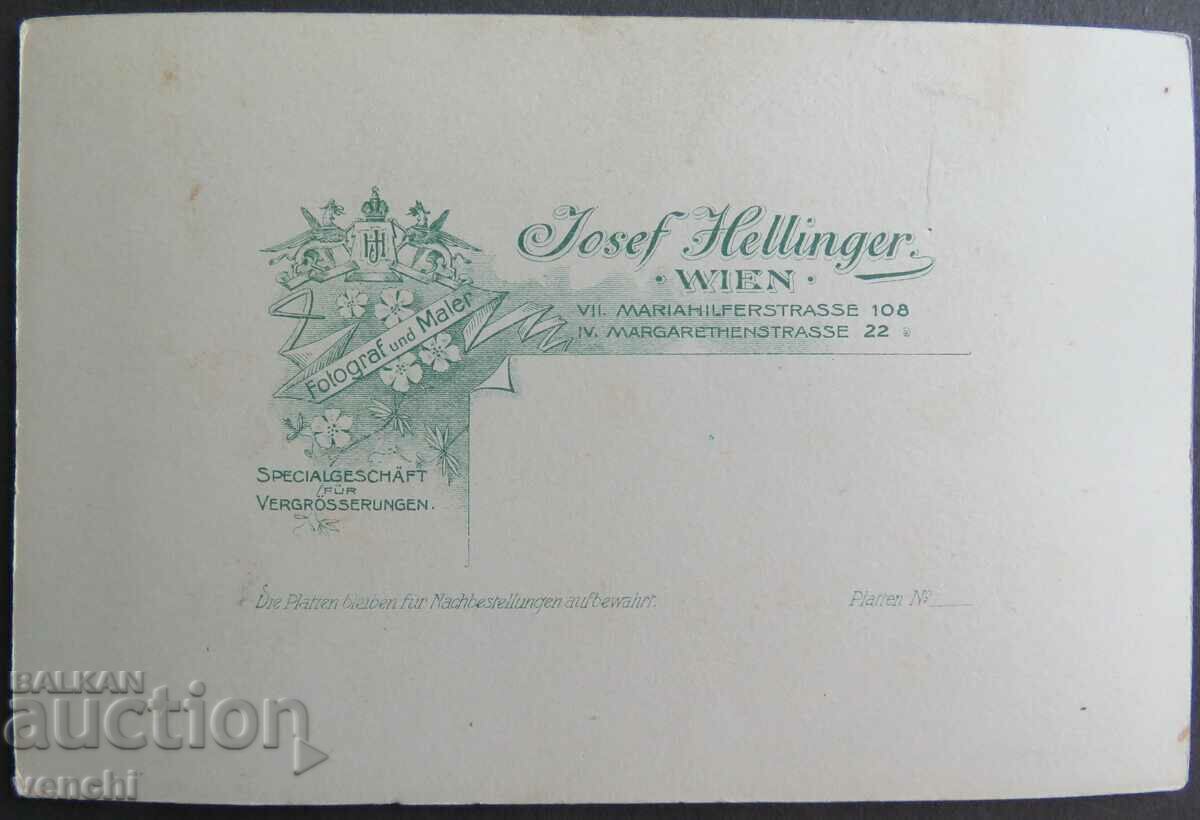 JH
Josef Hellinger.
· WIEN ·
VII. MARIAHILFERSTRASSE 108
IV. MARGARETHENSTRASSE 22
Fotograf und Maler
SPECIALGESCHÄFT
FÜR
VERGRÖSSERUNGEN.
Die Platten bleiben für Nachbestellungen aufbewahrt.
Platten No
BALKAN
auction
venchi